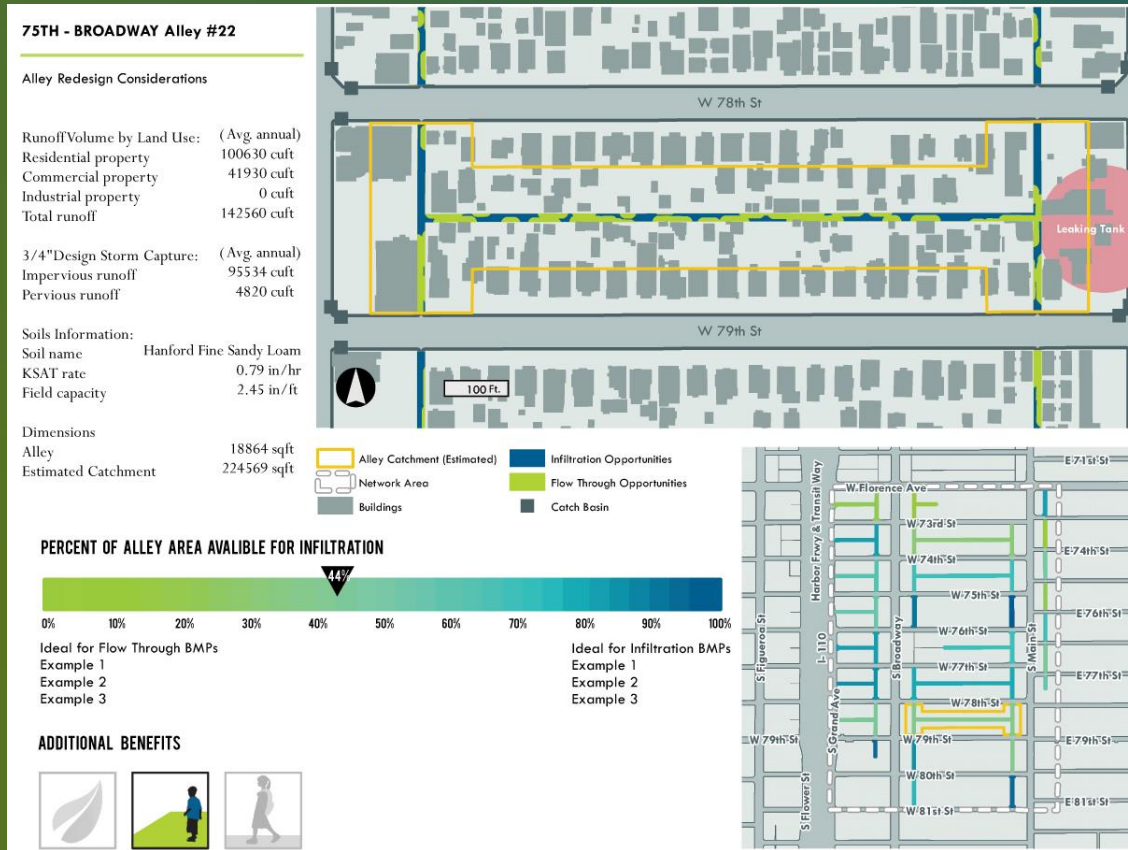 75TH - BROADWAY Alley #22
Alley Redesign Considerations
Runoff Volume by Land Use: (Avg. annual)
Residential property 100630 cuft
Commercial property 41930 cuft
Industrial property 0 cuft
Total runoff 142560 cuft
3/4"Design Storm Capture: (Avg. annual)
Impervious runoff 95534 cuft
Pervious runoff 4820 cuft
Soils Information:
Soil name Hanford Fine Sandy Loam
KSAT rate 0.79 in/hr
Field capacity 2.45 in/ft
Dimensions
Alley 18864 sqft
Estimated Catchment 224569 sqft
W 78th St
Leaking Tank
W 79th St
100 Ft.
Alley Catchment (Estimated)
Network Area
Buildings
Infiltration Opportunities
Flow Through Opportunities
Catch Basin
PERCENT OF ALLEY AREA AVALIBLE FOR INFILTRATION
44%
0% 10% 20% 30% 40% 50% 60% 70% 80% 90% 100%
Ideal for Flow Through BMPs
Example 1
Example 2
Example 3
Ideal for Infiltration BMPs
Example 1
Example 2
Example 3
ADDITIONAL BENEFITS
E 71st St
W Florence Ave
W 73rd St
E 74th St
W 74th St
W 75th St
E 76th St
W 76th St
W 77th St
E 77th St
W 78th St
W 79th St
W 79th St
E 79th St
W 80th St
E 81st St
W 81st St
S Figueroa St
Harbor Frwy & Transit Way
I- 110
S Grand Ave
S Flower St
S Broadway
S Main St